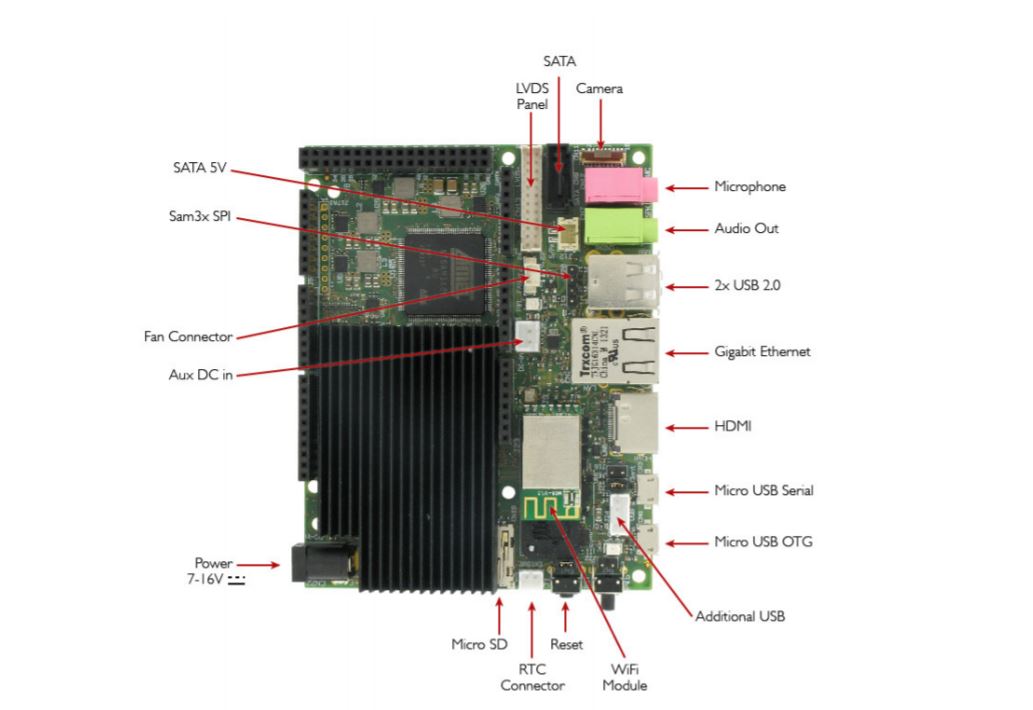 SATA
LVDS
Panel
Camera
SATA 5V
Sam3x SPI
Fan Connector
Aux DC in
Power
7-16V
Microphone
Audio Out
2x USB 2.0
Trxcom®
China
Gigabit Ethernet
HDMI
Micro USB Serial
Micro USB OTG
Additional USB
Micro SD
Reset
RTC
Connector
WiFi
Module